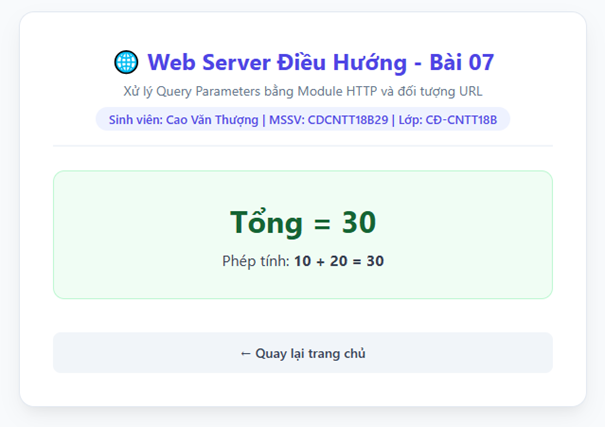 Web Server Điều Hướng - Bài 07
Xử lý Query Parameters bằng Module HTTP và đối tượng URL
Sinh viên: Cao Văn Thượng | MSSV: CDCNTT18B29 | Lớp: CĐ-CNTT18B
Tổng = 30
Phép tính: 10 + 20 = 30
← Quay lại trang chủ